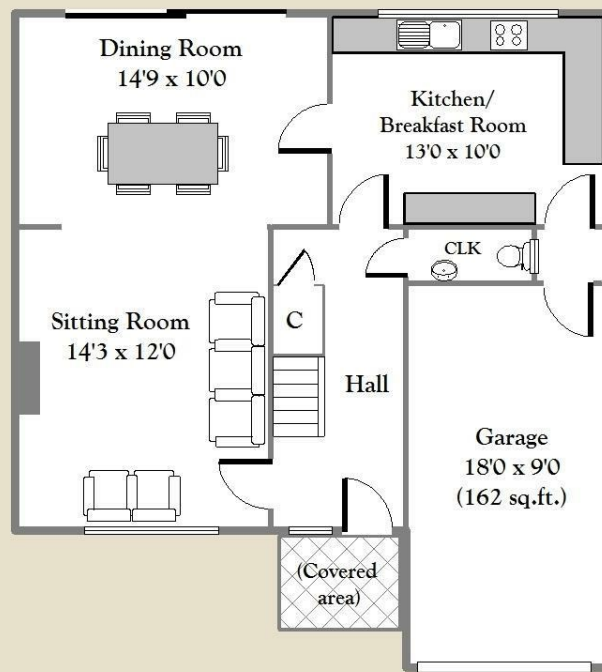 Dining Room
14'9 x 10'0
Kitchen/
Breakfast Room
13'0 x 10'0
CLK
Sitting Room
14'3 x 12'0
C
Hall
Garage
18'0 x 9'0
(162 sq.ft.)
(Covered
area)